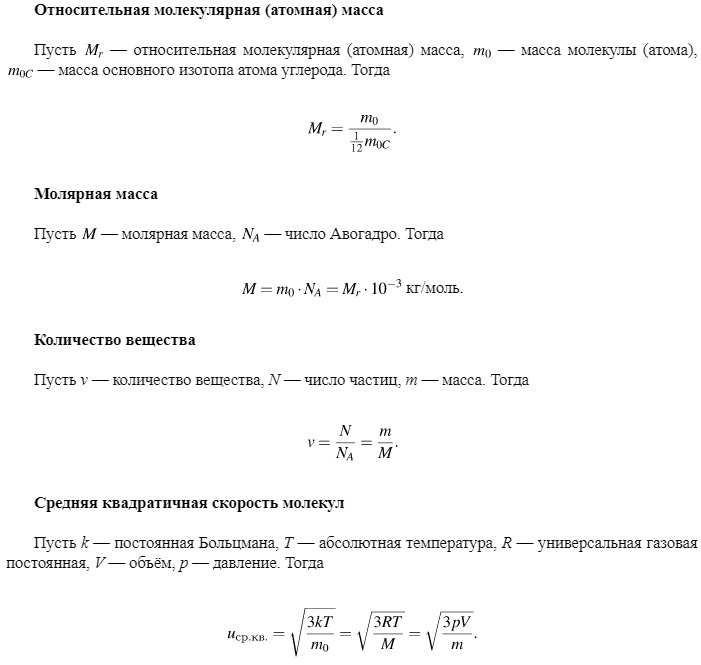 Относительная молекулярная (атомная) масса
Пусть M_r — относительная молекулярная (атомная) масса, m_0 — масса молекулы (атома),
m_{0C} — масса основного изотопа атома углерода. Тогда
M_r = \frac{m_0}{\frac{1}{12} m_{0C}}.
Молярная масса
Пусть M — молярная масса, N_A — число Авогадро. Тогда
M = m_0 · N_A = M_r · 10^{-3} кг/моль.
Количество вещества
Пусть ν — количество вещества, N — число частиц, m — масса. Тогда
ν = \frac{N}{N_A} = \frac{m}{M}.
Средняя квадратичная скорость молекул
Пусть k — постоянная Больцмана, T — абсолютная температура, R — универсальная газовая
постоянная, V — объём, p — давление. Тогда
u_{ср.кв.} = \sqrt{\frac{3kT}{m_0}} = \sqrt{\frac{3RT}{M}} = \sqrt{\frac{3pV}{m}}.